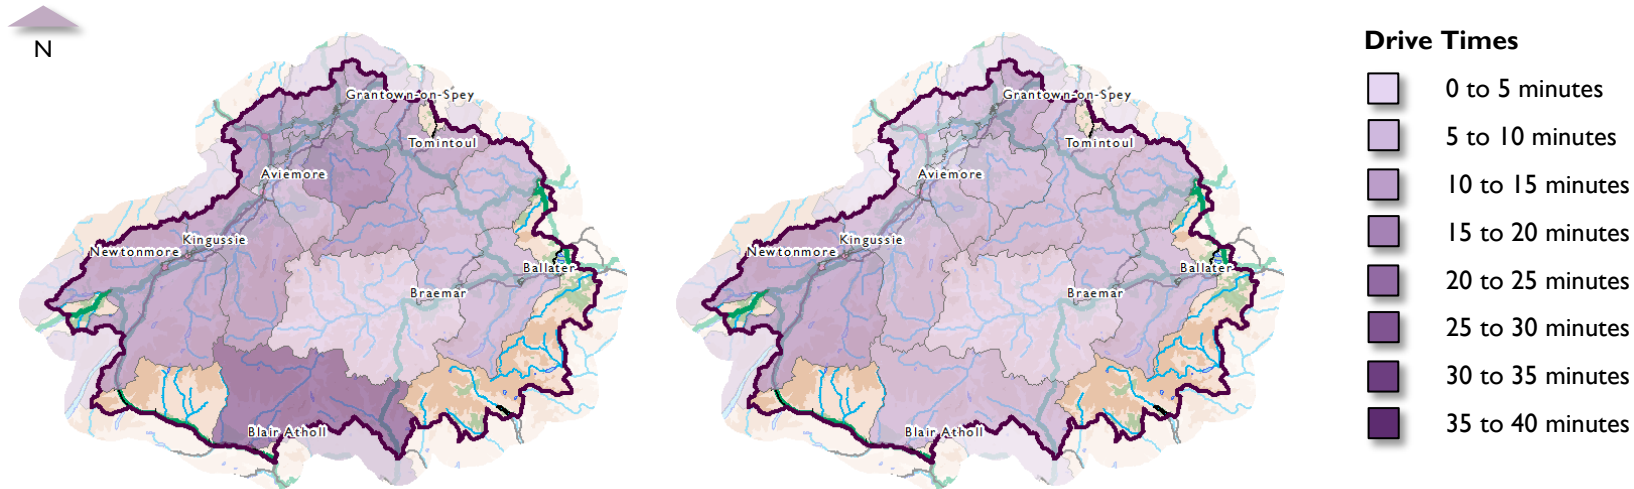 N
Grantown-on-Spey
Tomintoul
Aviemore
Kingussie
Newtonmore
Ballater
Braemar
Blair Atholl
Grantown-on-Spey
Tomintoul
Aviemore
Kingussie
Newtonmore
Ballater
Braemar
Blair Atholl
Drive Times
0 to 5 minutes
5 to 10 minutes
10 to 15 minutes
15 to 20 minutes
20 to 25 minutes
25 to 30 minutes
30 to 35 minutes
35 to 40 minutes